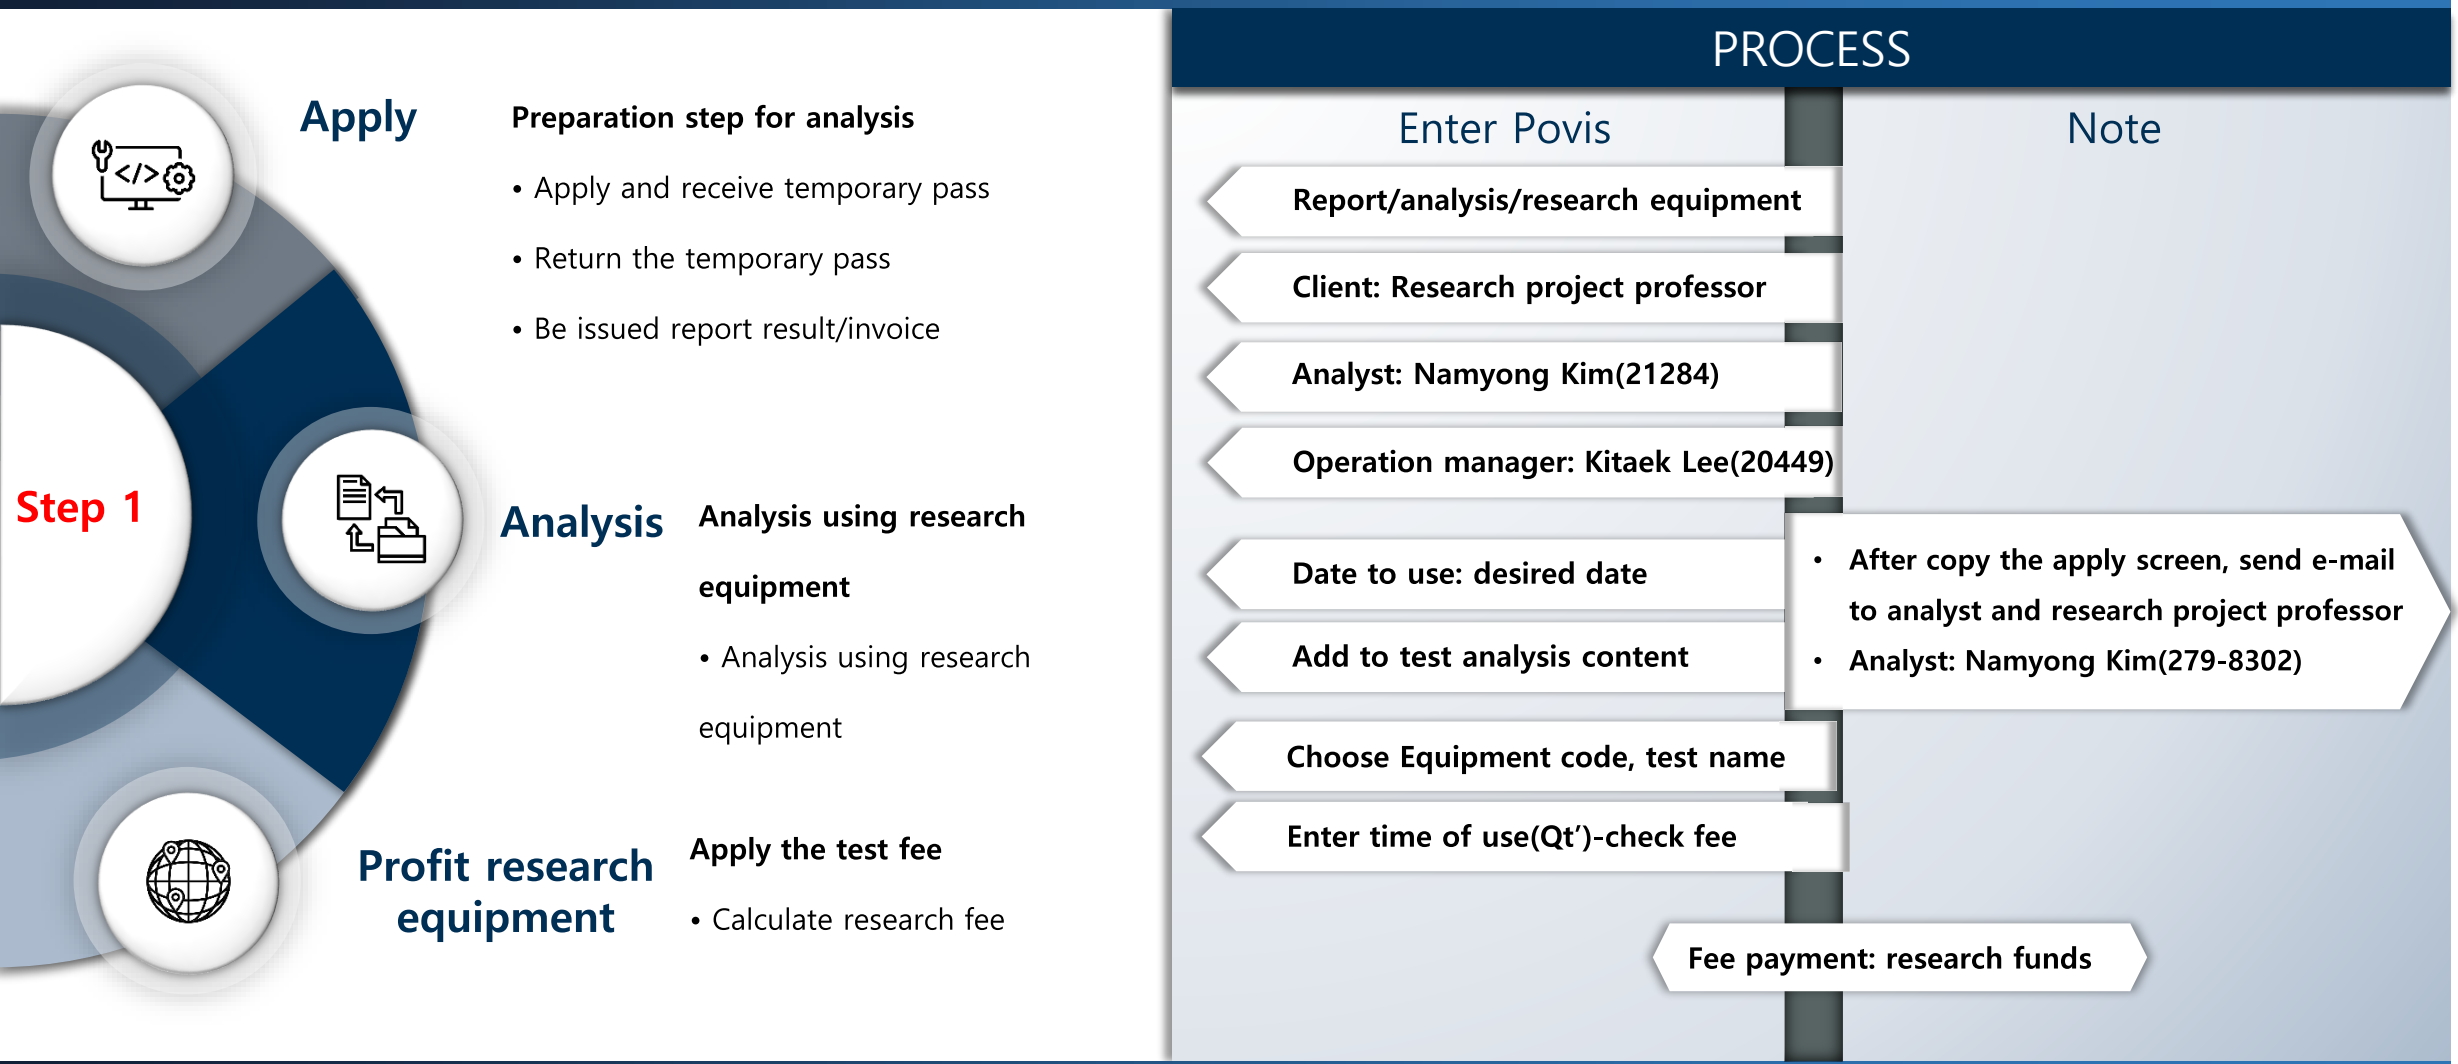 Step 1
Apply
Preparation step for analysis
• Apply and receive temporary pass
• Return the temporary pass
• Be issued report result/invoice
</>
Analysis
Analysis using research
equipment
• Analysis using research
equipment
Profit research
equipment
Apply the test fee
• Calculate research fee
PROCESS
Enter Povis
Note
Report/analysis/research equipment
Client: Research project professor
Analyst: Namyong Kim(21284)
Operation manager: Kitaek Lee(20449)
Date to use: desired date
Add to test analysis content
• After copy the apply screen, send e-mail
to analyst and research project professor
• Analyst: Namyong Kim(279-8302)
Choose Equipment code, test name
Enter time of use(Qt’)-check fee
Fee payment: research funds